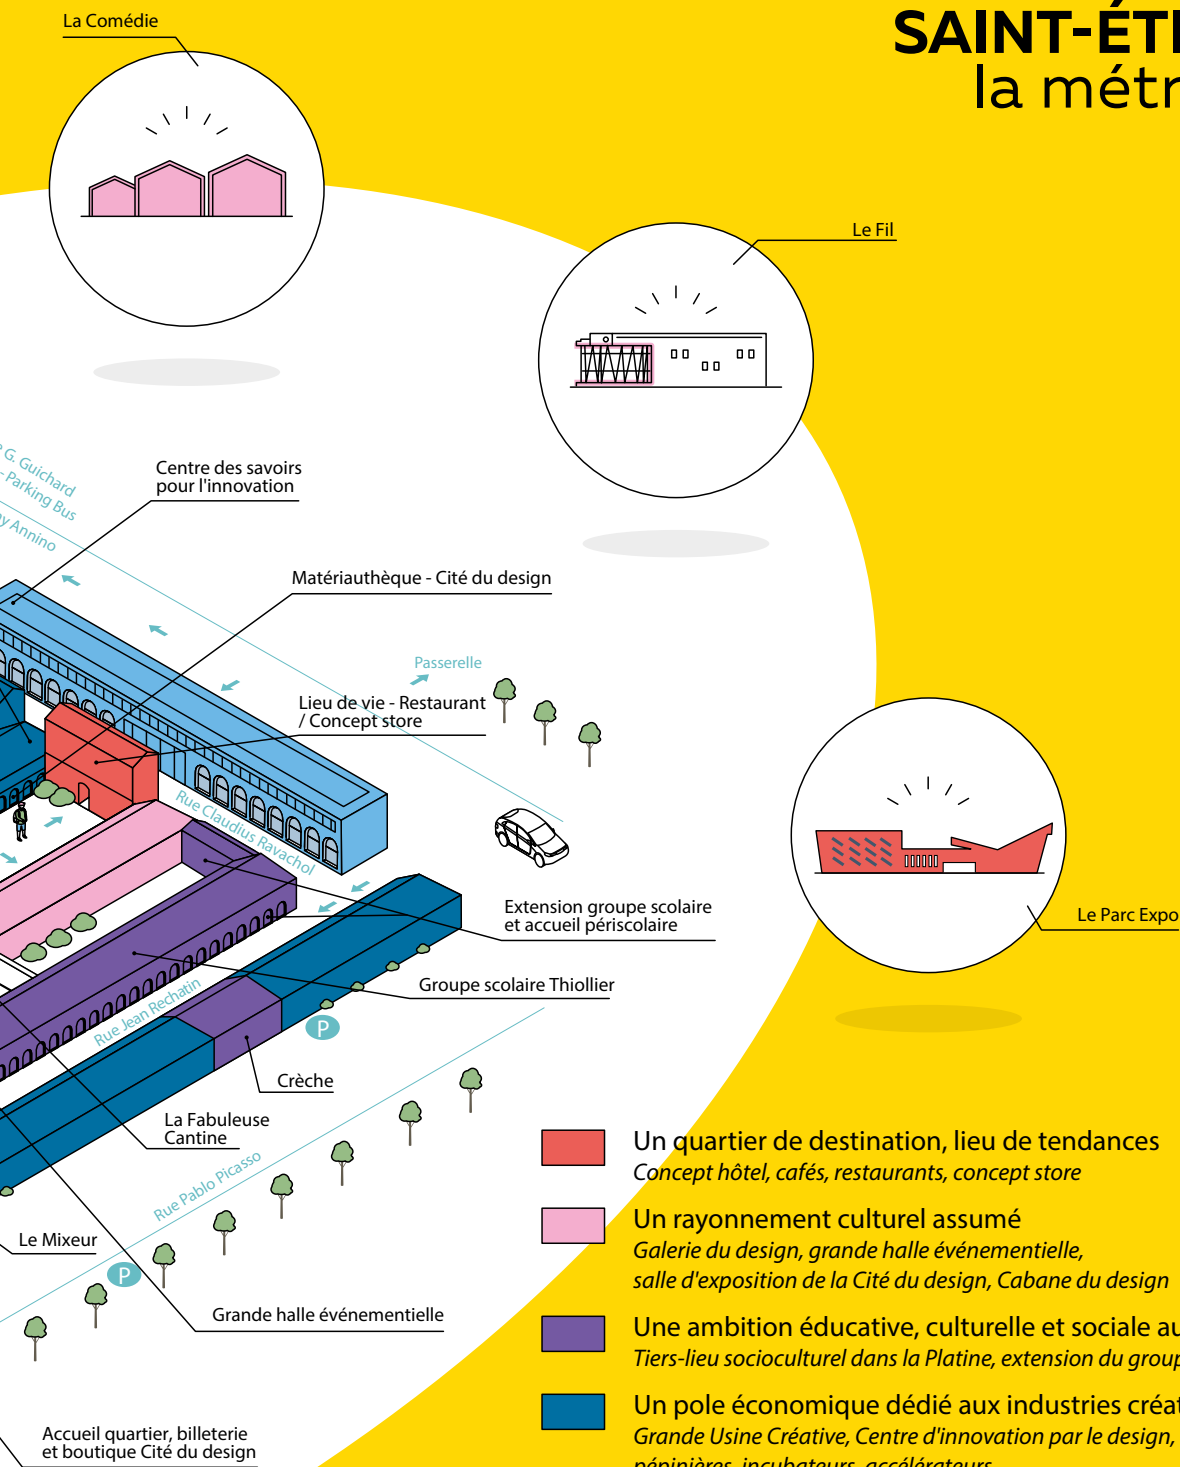 La Comédie
SAINT-ÉT
la métr
Le Fil
G. Guichard
- Parking Bus
Annino
Centre des savoirs
pour l'innovation
Matériauthèque - Cité du design
Passerelle
Lieu de vie - Restaurant
/ Concept store
Rue Claudius Ravachol
Extension groupe scolaire
et accueil périscolaire
Le Parc Expo
Groupe scolaire Thiollier
Rue Jean Rechatin
P
Crèche
La Fabuleuse
Cantine
Rue Pablo Picasso
Le Mixeur
P
Grande halle événementielle
Accueil quartier, billeterie
et boutique Cité du design
Un quartier de destination, lieu de tendances
Concept hôtel, cafés, restaurants, concept store
Un rayonnement culturel assumé
Galerie du design, grande halle événementielle,
salle d'exposition de la Cité du design, Cabane du design
Une ambition éducative, culturelle et sociale au
Tiers-lieu socioculturel dans la Platine, extension du group
Un pole économique dédié aux industries créat
Grande Usine Créative, Centre d'innovation par le design,
pépinières, incubateurs, accélérateurs